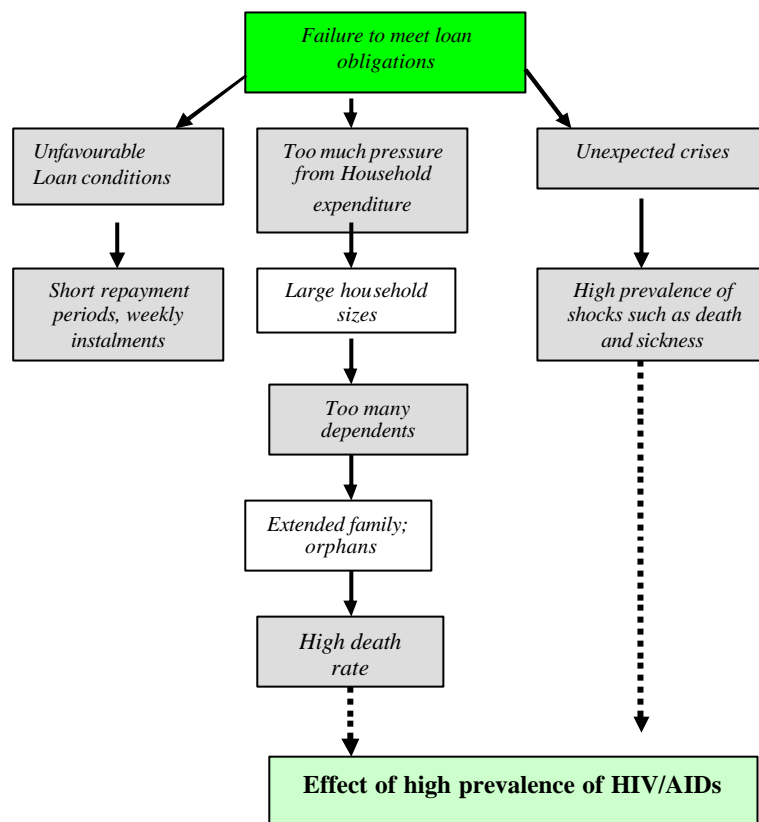 Failure to meet loan
obligations
Unfavourable
Loan conditions
Too much pressure
from Household
expenditure
Unexpected crises
Short repayment
periods, weekly
instalments
Large household
sizes
High prevalence of
shocks such as death
and sickness
Too many
dependents
Extended family;
orphans
High death
rate
Effect of high prevalence of HIV/AIDs